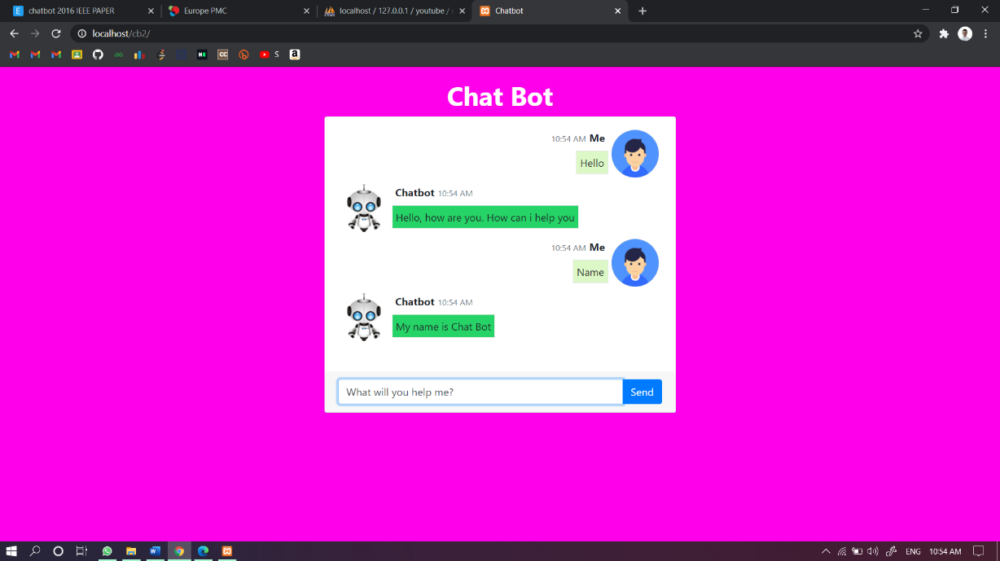 chatbot 2016 IEEE PAPER
Europe PMC
localhost / 127.0.0.1 / youtube /
Chatbot
localhost/cb2/
S
Chat Bot
10:54 AM Me
Hello
Chatbot 10:54 AM
Hello, how are you. How can i help you
10:54 AM Me
Name
Chatbot 10:54 AM
My name is Chat Bot
What will you help me?
Send
ENG
10:54 AM